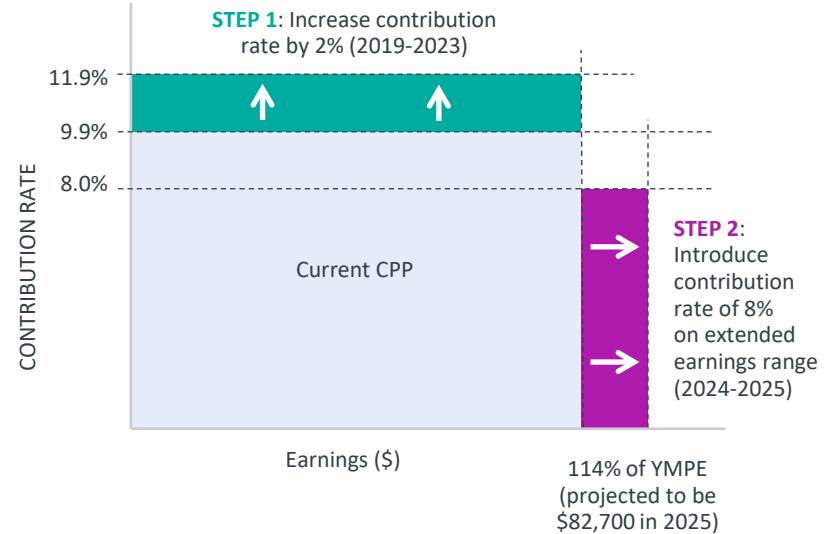 STEP 1: Increase contribution
rate by 2% (2019-2023)
11.9%
9.9%
8.0%
CONTRIBUTION RATE
Current CPP
STEP 2:
Introduce
contribution
rate of 8%
on extended
earnings range
(2024-2025)
Earnings ($)
114% of YMPE
(projected to be
$82,700 in 2025)